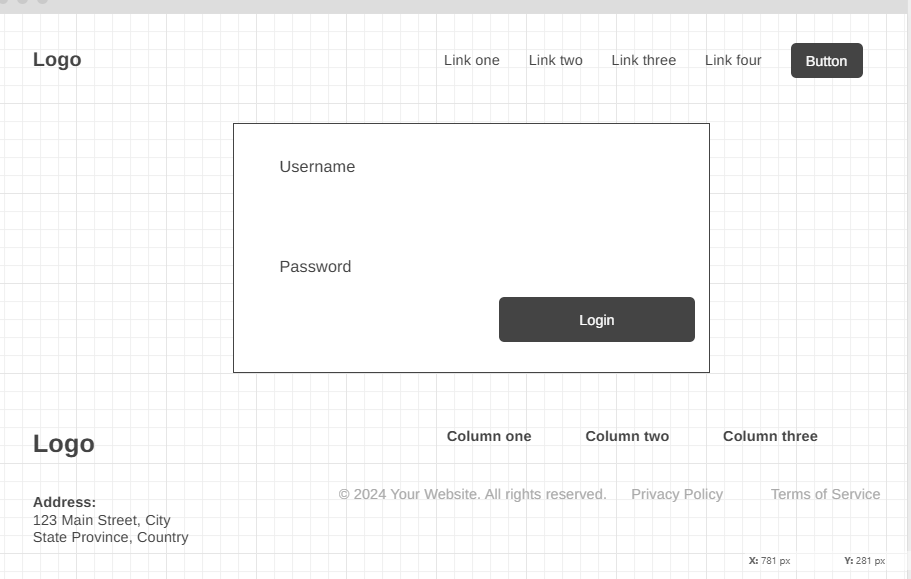 Logo
Link one Link two Link three Link four Button
Username
Password
Login
Logo
Column one Column two Column three
© 2024 Your Website. All rights reserved. Privacy Policy Terms of Service
Address:
123 Main Street, City
State Province, Country
X: 781 px Y: 281 px